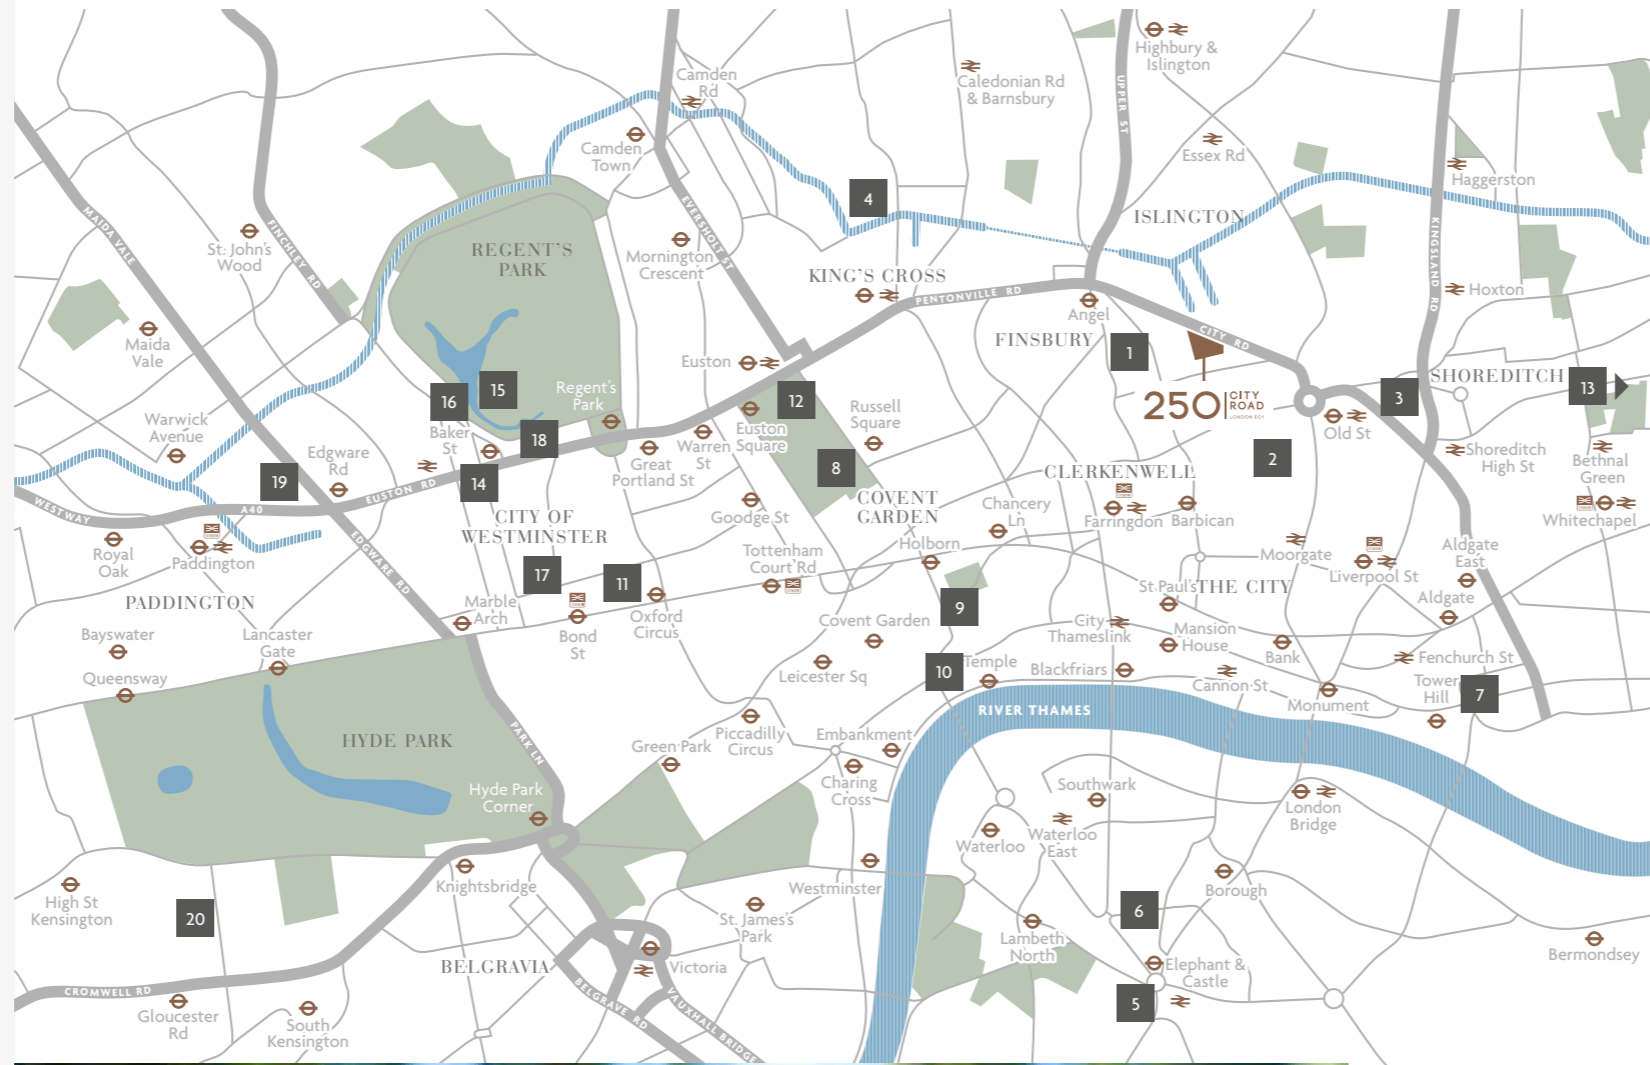 Highbury &
Islington
Caledonian Rd
& Barnsbury
Camden
Rd
UPPER ST
Camden
Town
Essex Rd
Haggerston
4
EVERSHOLT ST
MAIDA VALE
FINCHLEY RD
St. John's
Wood
REGENT'S
PARK
Mornington
Crescent
ISLINGTON
KINGSLAND RD
KING'S CROSS
PENTONVILLE RD
Hoxton
Angel
Maida
Vale
FINSBURY
CITY RD
1
Euston
SHOREDITCH
13
15
16
Regent's
Park
12
250
CITY
ROAD
LONDON EC1
3
Warwick
Avenue
Baker
St
18
Warren
St
Euston
Square
Russell
Square
Old St
Edgware
Rd
Great
Portland St
8
2
Shoreditch
High St
Bethnal
Green
19
14
CLERKENWELL
WESTWAY
A40
EUSTON RD
COVENT
GARDEN
Chancery
Ln
Farringdon
Barbican
Whitechapel
CITY OF
WESTMINSTER
Goodge St
Royal
Oak
Paddington
EDGWARE RD
Tottenham
Court Rd
Holborn
Moorgate
Liverpool St
Aldgate
East
17
11
St.Paul's
THE CITY
Aldgate
PADDINGTON
Marble
Arch
Bond
St
Oxford
Circus
9
Covent Garden
City
Thameslink
Mansion
House
Bayswater
Lancaster
Gate
Bank
Fenchurch St
Queensway
Leicester Sq
10
Temple
Blackfriars
Cannon St
Monument
Tower
Hill
7
RIVER THAMES
HYDE PARK
PARK LN
Green Park
Piccadilly
Circus
Embankment
Charing
Cross
Southwark
Hyde Park
Corner
London
Bridge
Waterloo
Waterloo
East
Knightsbridge
Westminster
Borough
High St
Kensington
20
St. James's
Park
6
Lambeth
North
Bermondsey
BELGRAVIA
Victoria
Elephant &
Castle
CROMWELL RD
BELGRAVE RD
VAUXHALL BRIDGE
5
Gloucester
Rd
South
Kensington